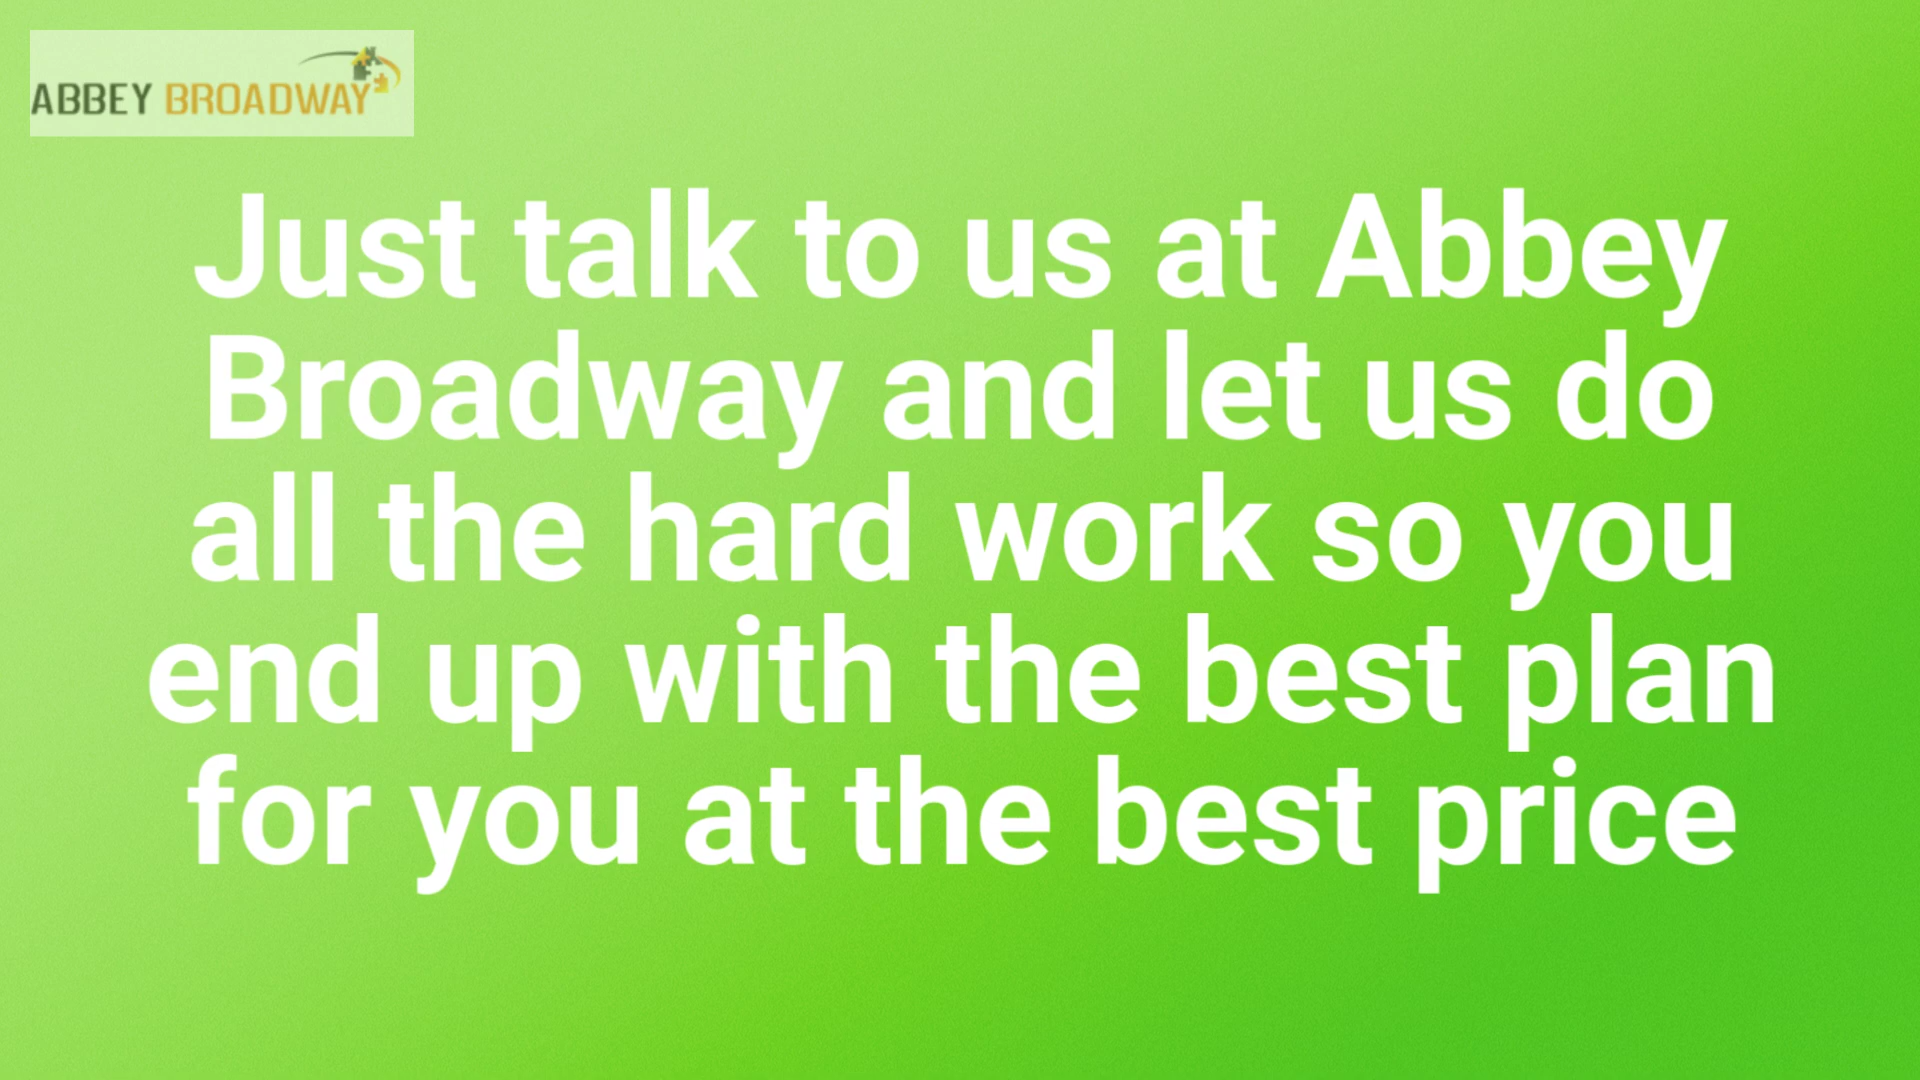 ABBEY BROADWAY
Just talk to us at Abbey
Broadway and let us do
all the hard work so you
end up with the best plan
for you at the best price